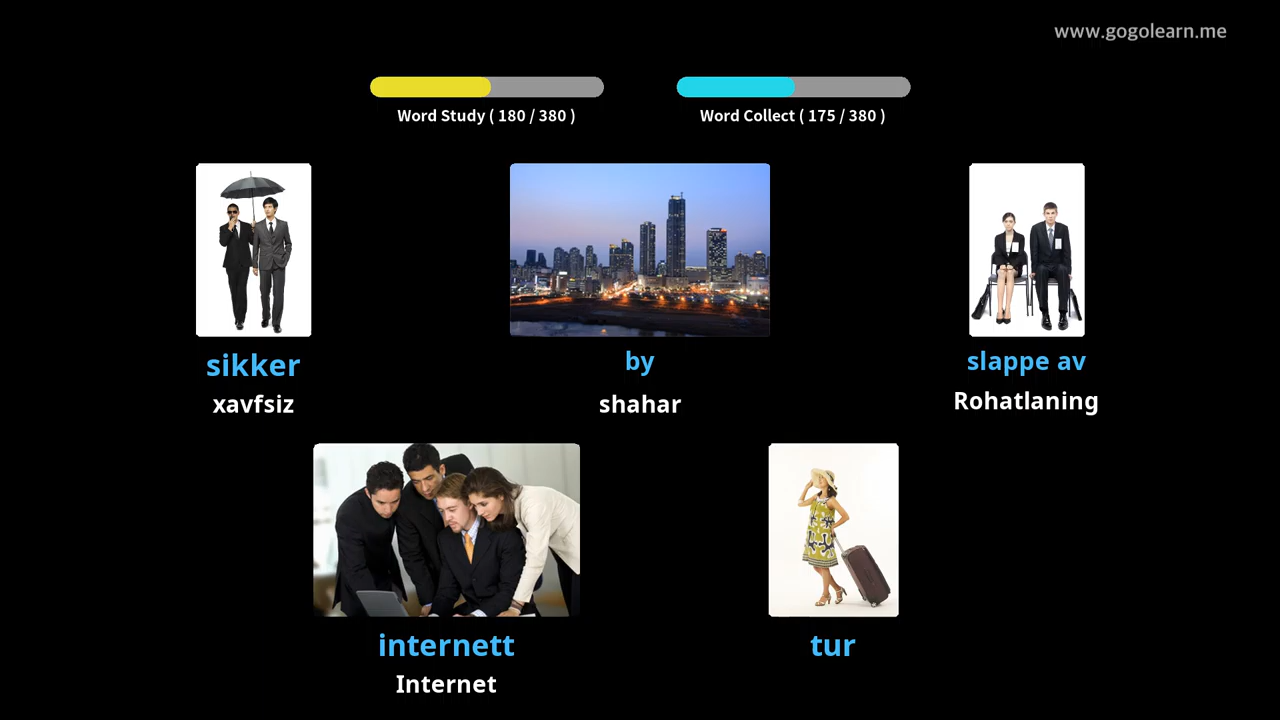 www.gogolearn.me
Word Study ( 180 / 380 )
Word Collect ( 175 / 380 )
sikker
xavfsiz
by
shahar
slappe av
Rohatlaning
internett
Internet
tur